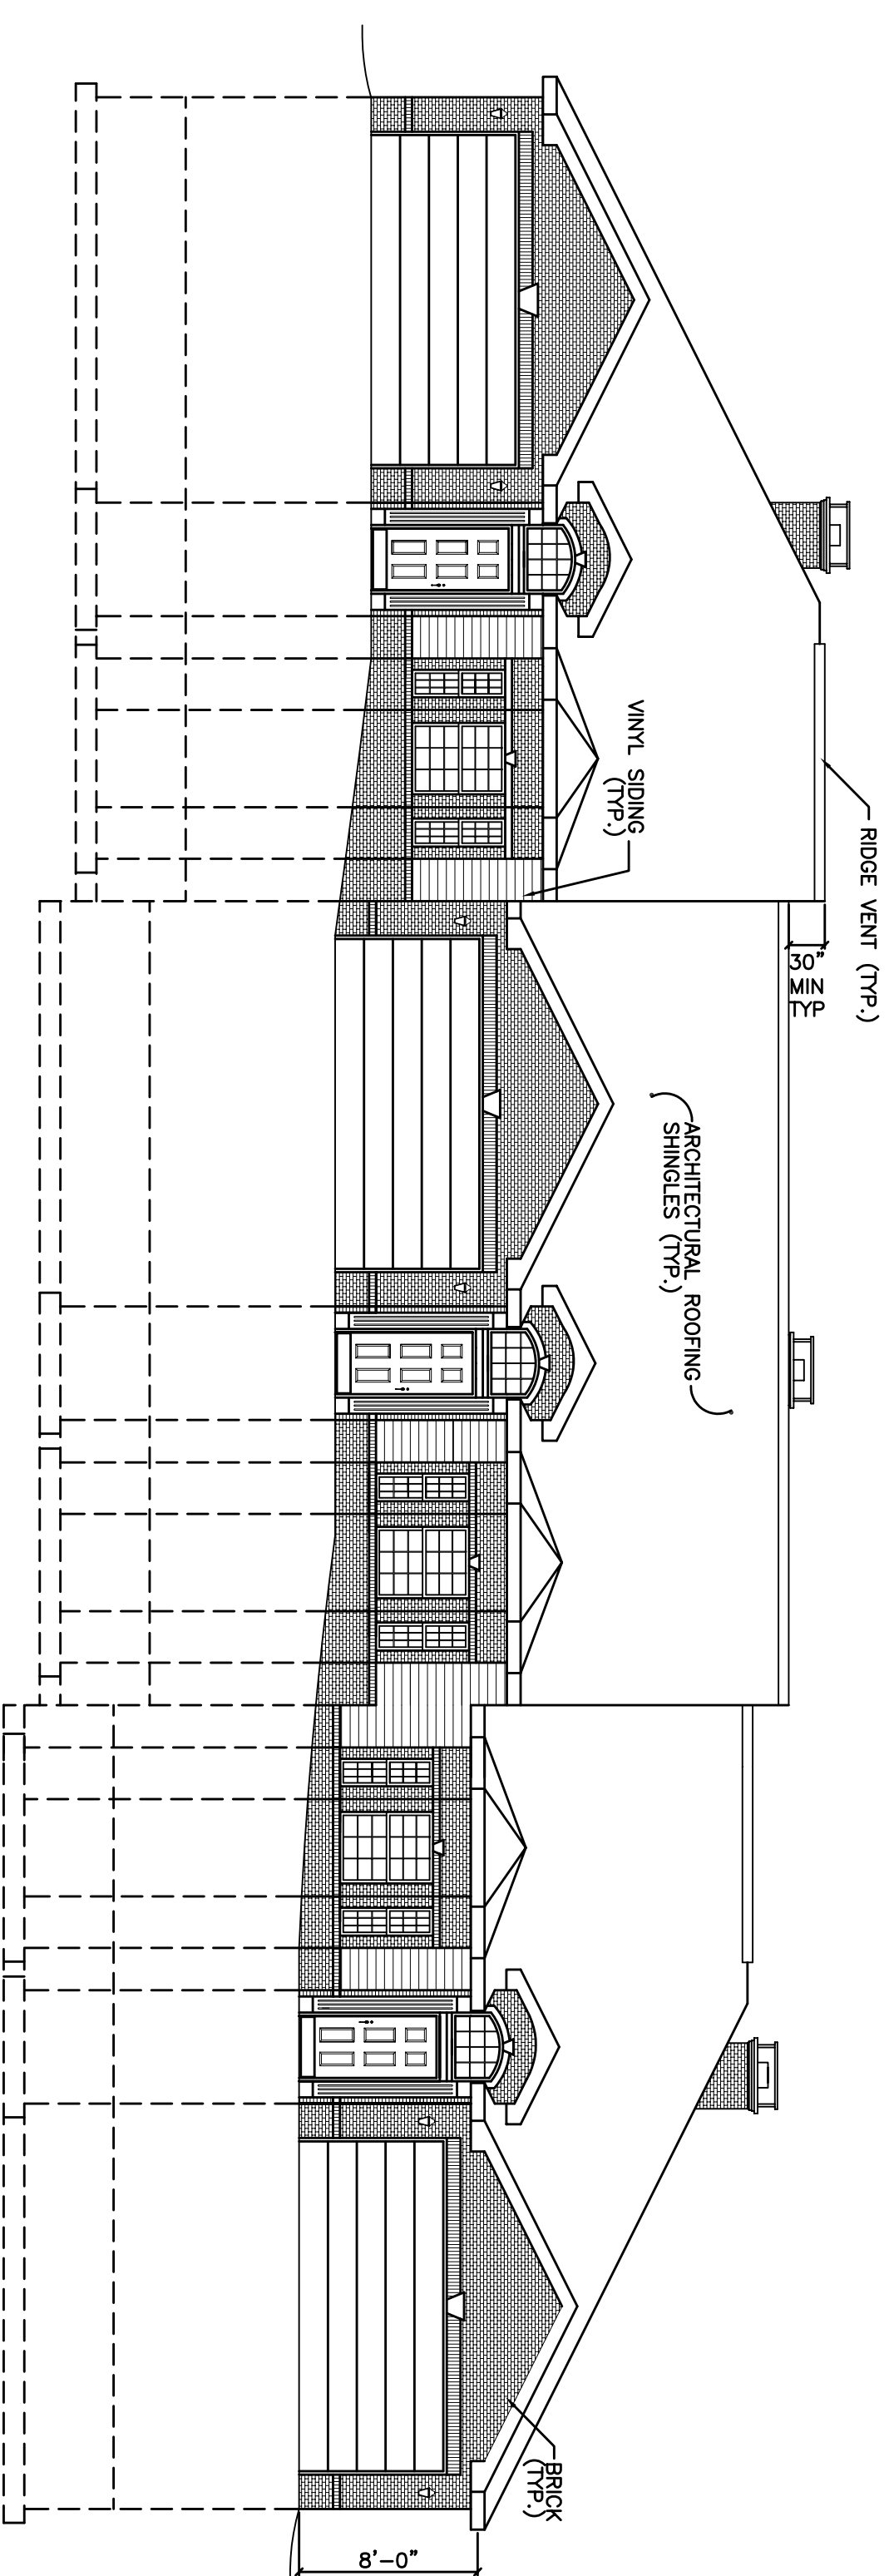 RIDGE VENT (TYP.)
30"
MIN
TYP
VINYL SIDING
(TYP.)
ARCHITECTURAL ROOFING
SHINGLES (TYP.)
BRICK
(TYP.)
8'-0"